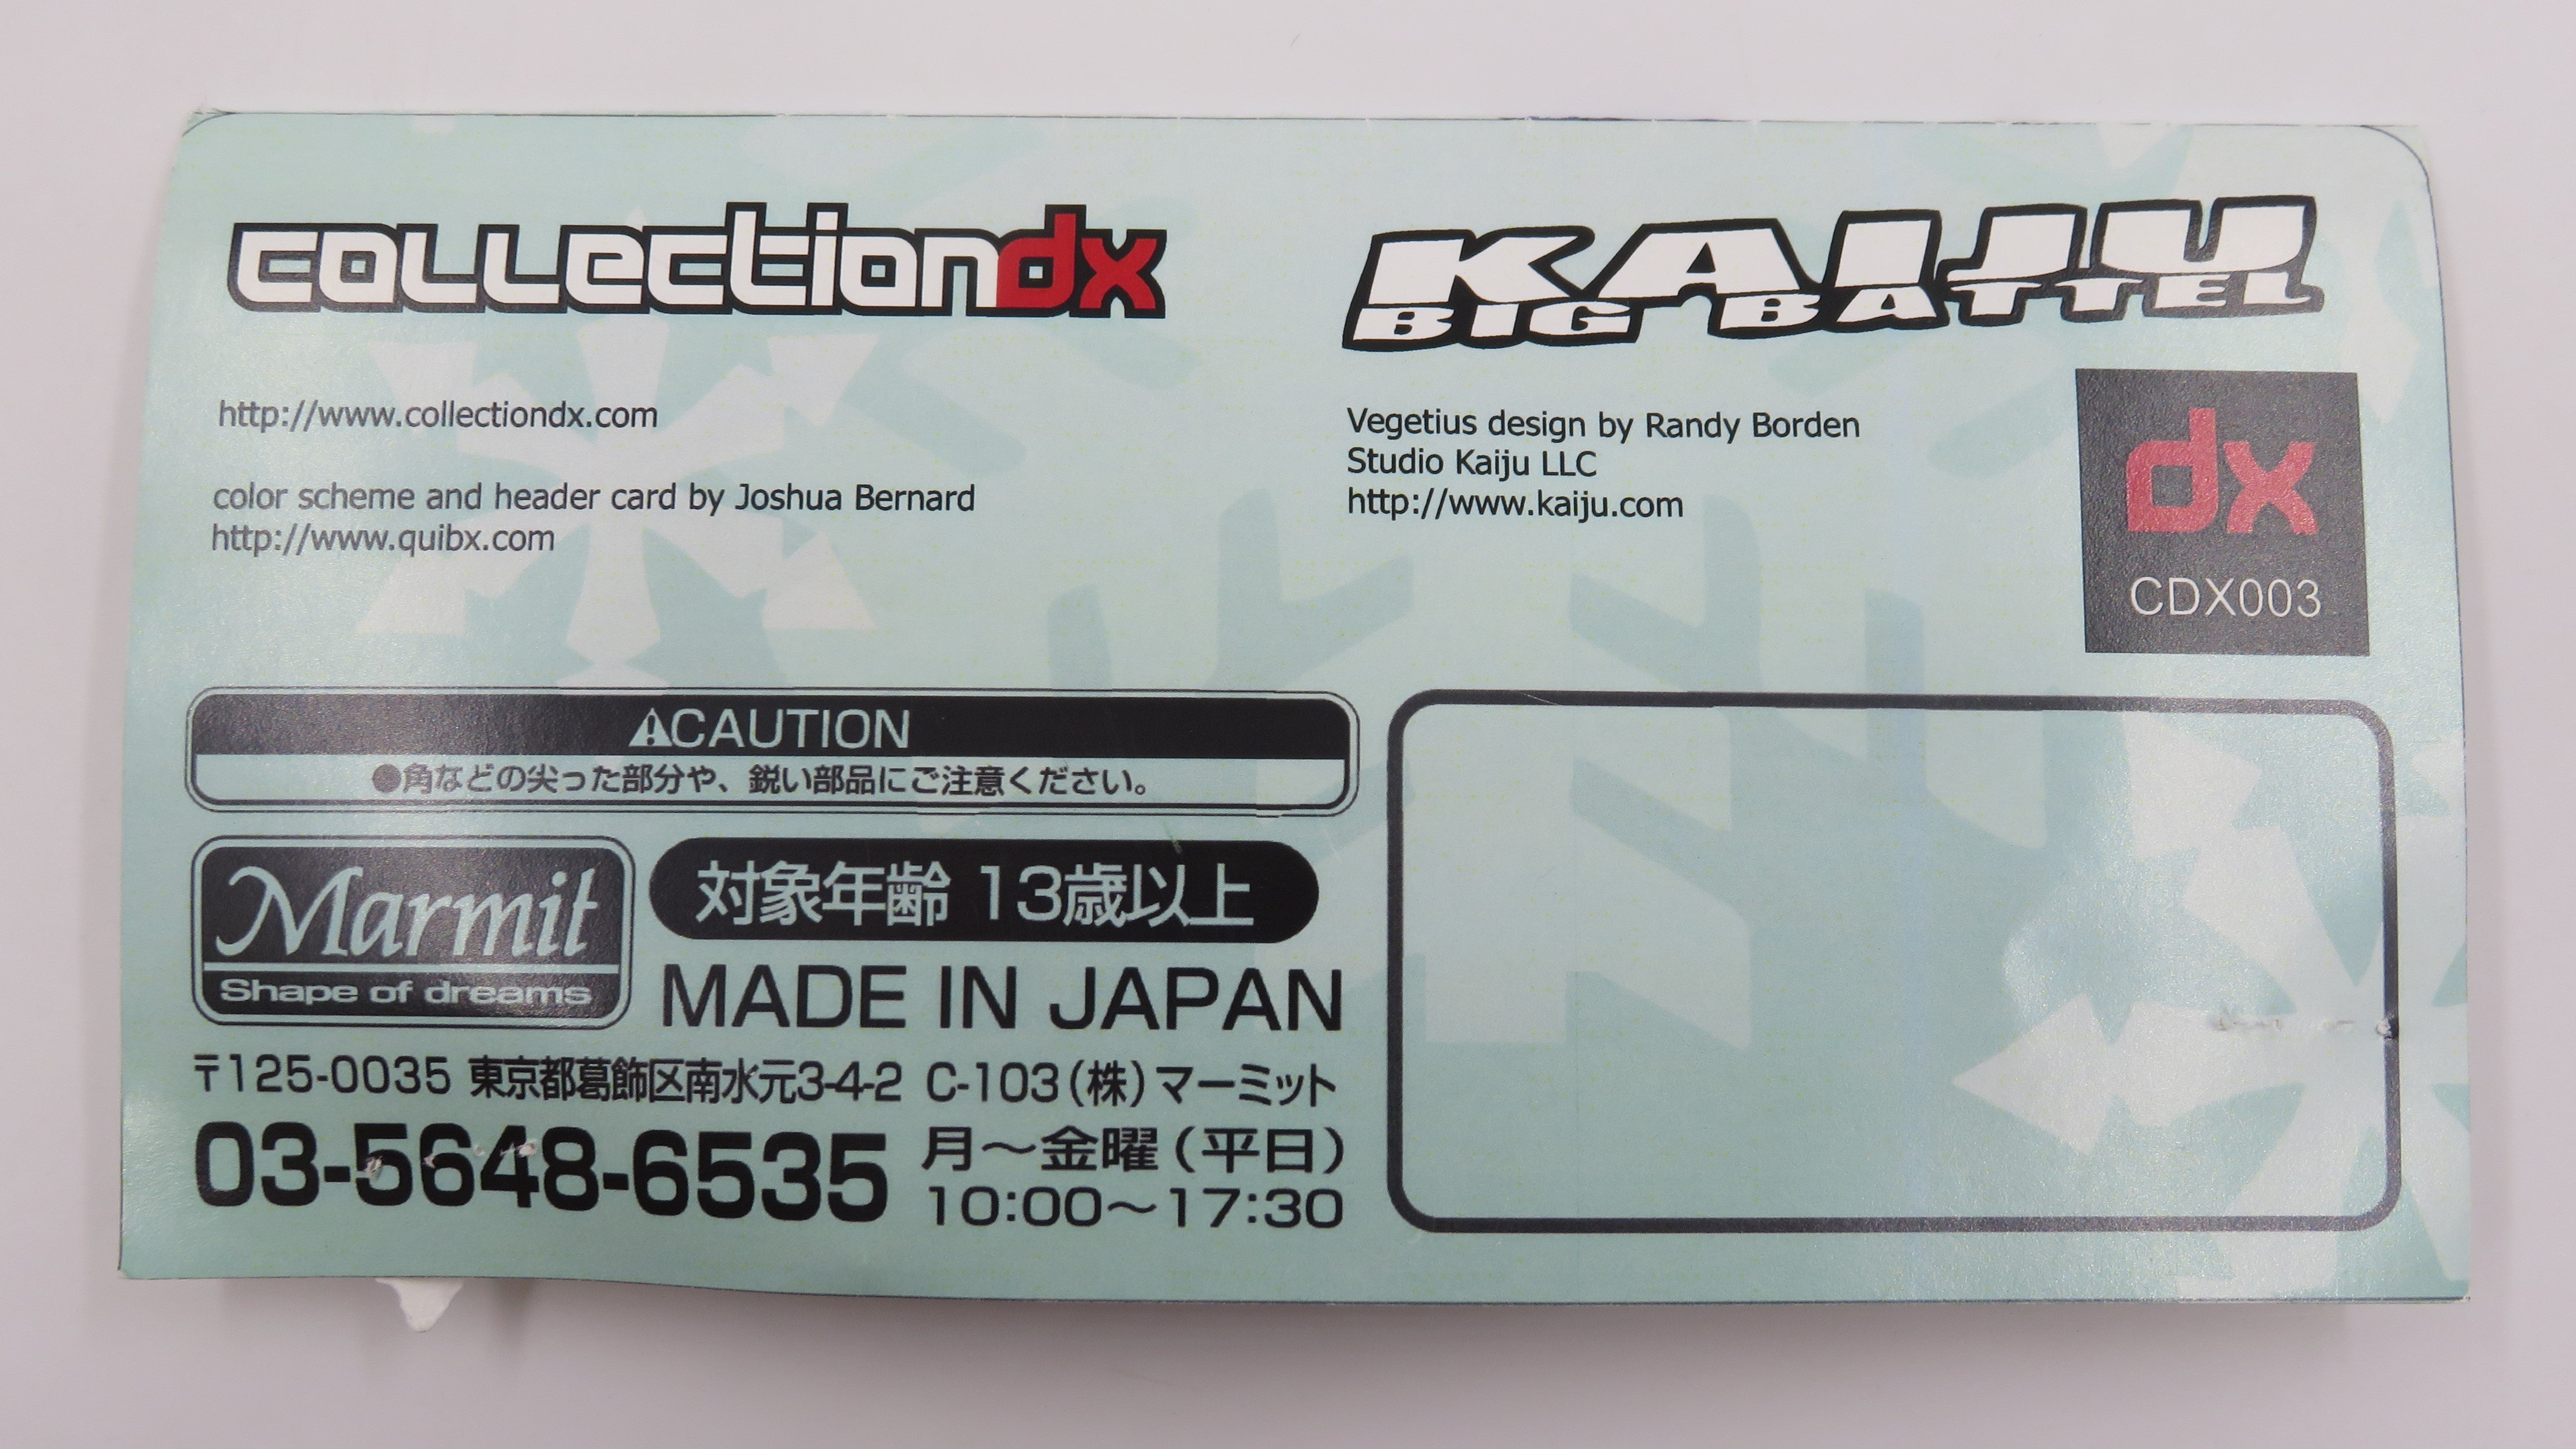 collectiondx
http://www.collectiondx.com
color scheme and header card by Joshua Bernard
http://www.quibx.com
KAIJU
BIG BATTEL
Vegetius design by Randy Borden
Studio Kaiju LLC
http://www.kaiju.com
dx
CDX003
⚠CAUTION
●角などの尖った部分や、鋭い部品にご注意ください。
Marmit
Shape of dreams
対象年齢 13歳以上
MADE IN JAPAN
〒125-0035 東京都葛飾区南水元3-4-2 C-103(株)マーミット
03-5648-6535
月〜金曜(平日)
10:00〜17:30